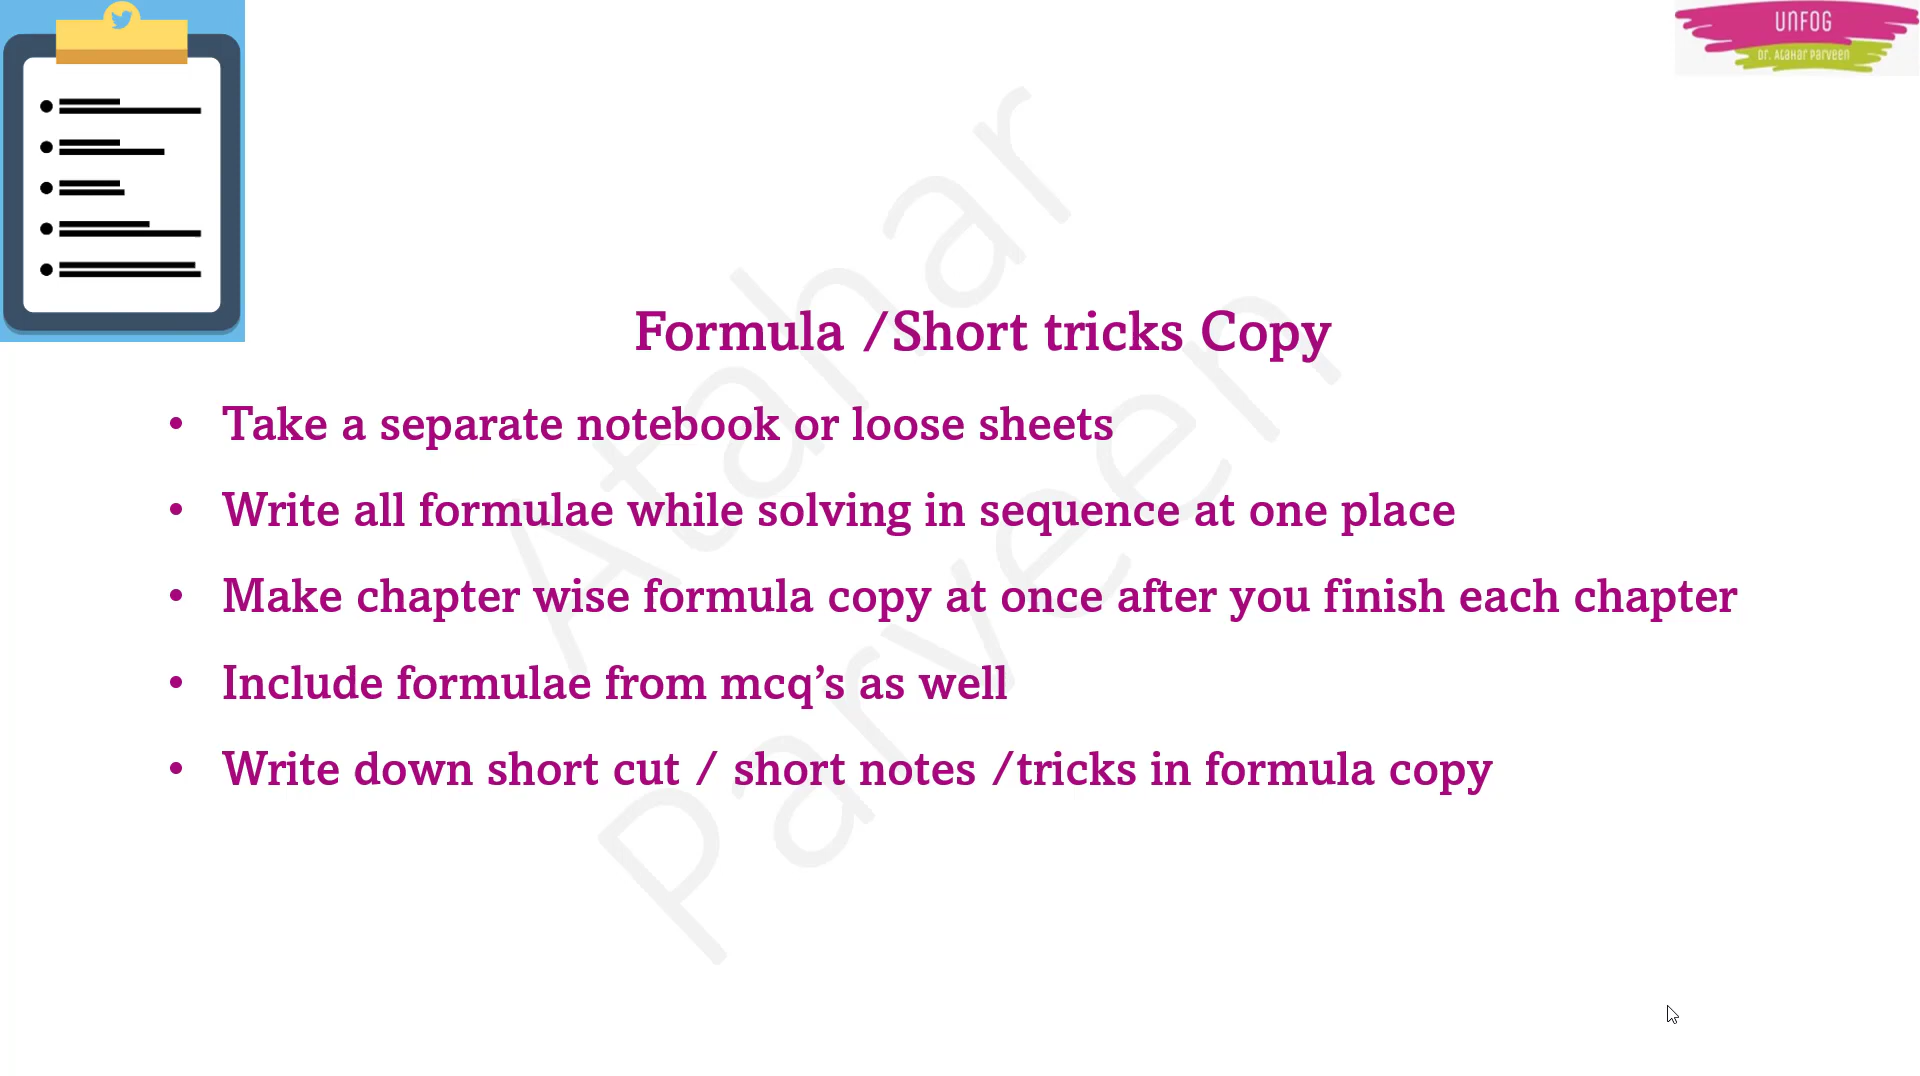 UNFOG
Dr. Atahar Parveen
Formula /Short tricks Copy
• Take a separate notebook or loose sheets
• Write all formulae while solving in sequence at one place
• Make chapter wise formula copy at once after you finish each chapter
• Include formulae from mcq’s as well
• Write down short cut / short notes /tricks in formula copy
Atahar
Parveen